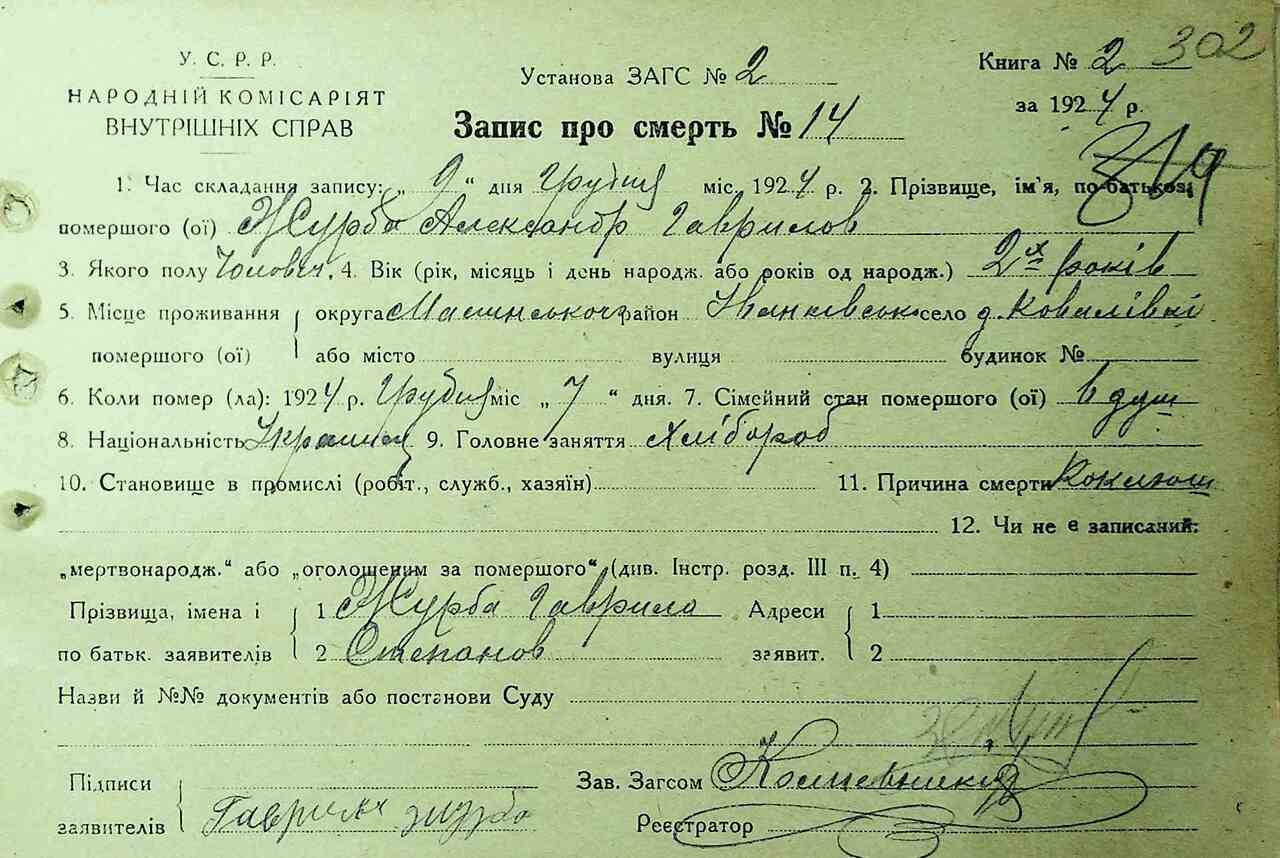 У. С. Р. Р.
НАРОДНІЙ КОМІСАРІЯТ
ВНУТРІШНІХ СПРАВ
Установа ЗАГС № 2
Книга № 2 302
за 1924 р.
Запис про смерть № 14
1. Час складання запису: „ 9 “ дня Грудня міс. 1924 р. 2. Прізвище, ім'я, по-батькові
помершого (ої) Журба Александр Гаврилов
3. Якого полу Чоловіч. 4. Вік (рік, місяць і день народж. або років од народж.) 2х років
5. Місце проживання округа район Іванківськ село д. Ковалівка
помершого (ої) або місто вулиця будинок №
6. Коли помер (ла): 1924 р. Грудня міс „ 7 “ дня. 7. Сімейний стан помершого (ої)
8. Національність Украинец 9. Головне заняття хлібороб
10. Становище в промислі (робіт., служб., хазяїн) 11. Причина смерти Коклюш
12. Чи не є записаний:
„мертвонародж.“ або „оголошеним за помершого“ (див. Інстр. розд. III п. 4)
Прізвища, імена і 1 Журба Гаврило Адреси 1
по батьк. заявителів 2 Степанов заявит. 2
Назви й №№ документів або постанови Суду
Підписи Зав. Загсом
заявителів Гаврило журба Реєстратор